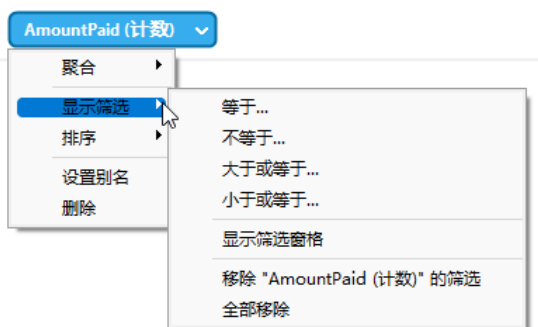 AmountPaid (计数)
聚合
显示筛选
排序
设置别名
删除
等于...
不等于...
大于或等于...
小于或等于...
显示筛选窗格
移除 "AmountPaid (计数)" 的筛选
全部移除